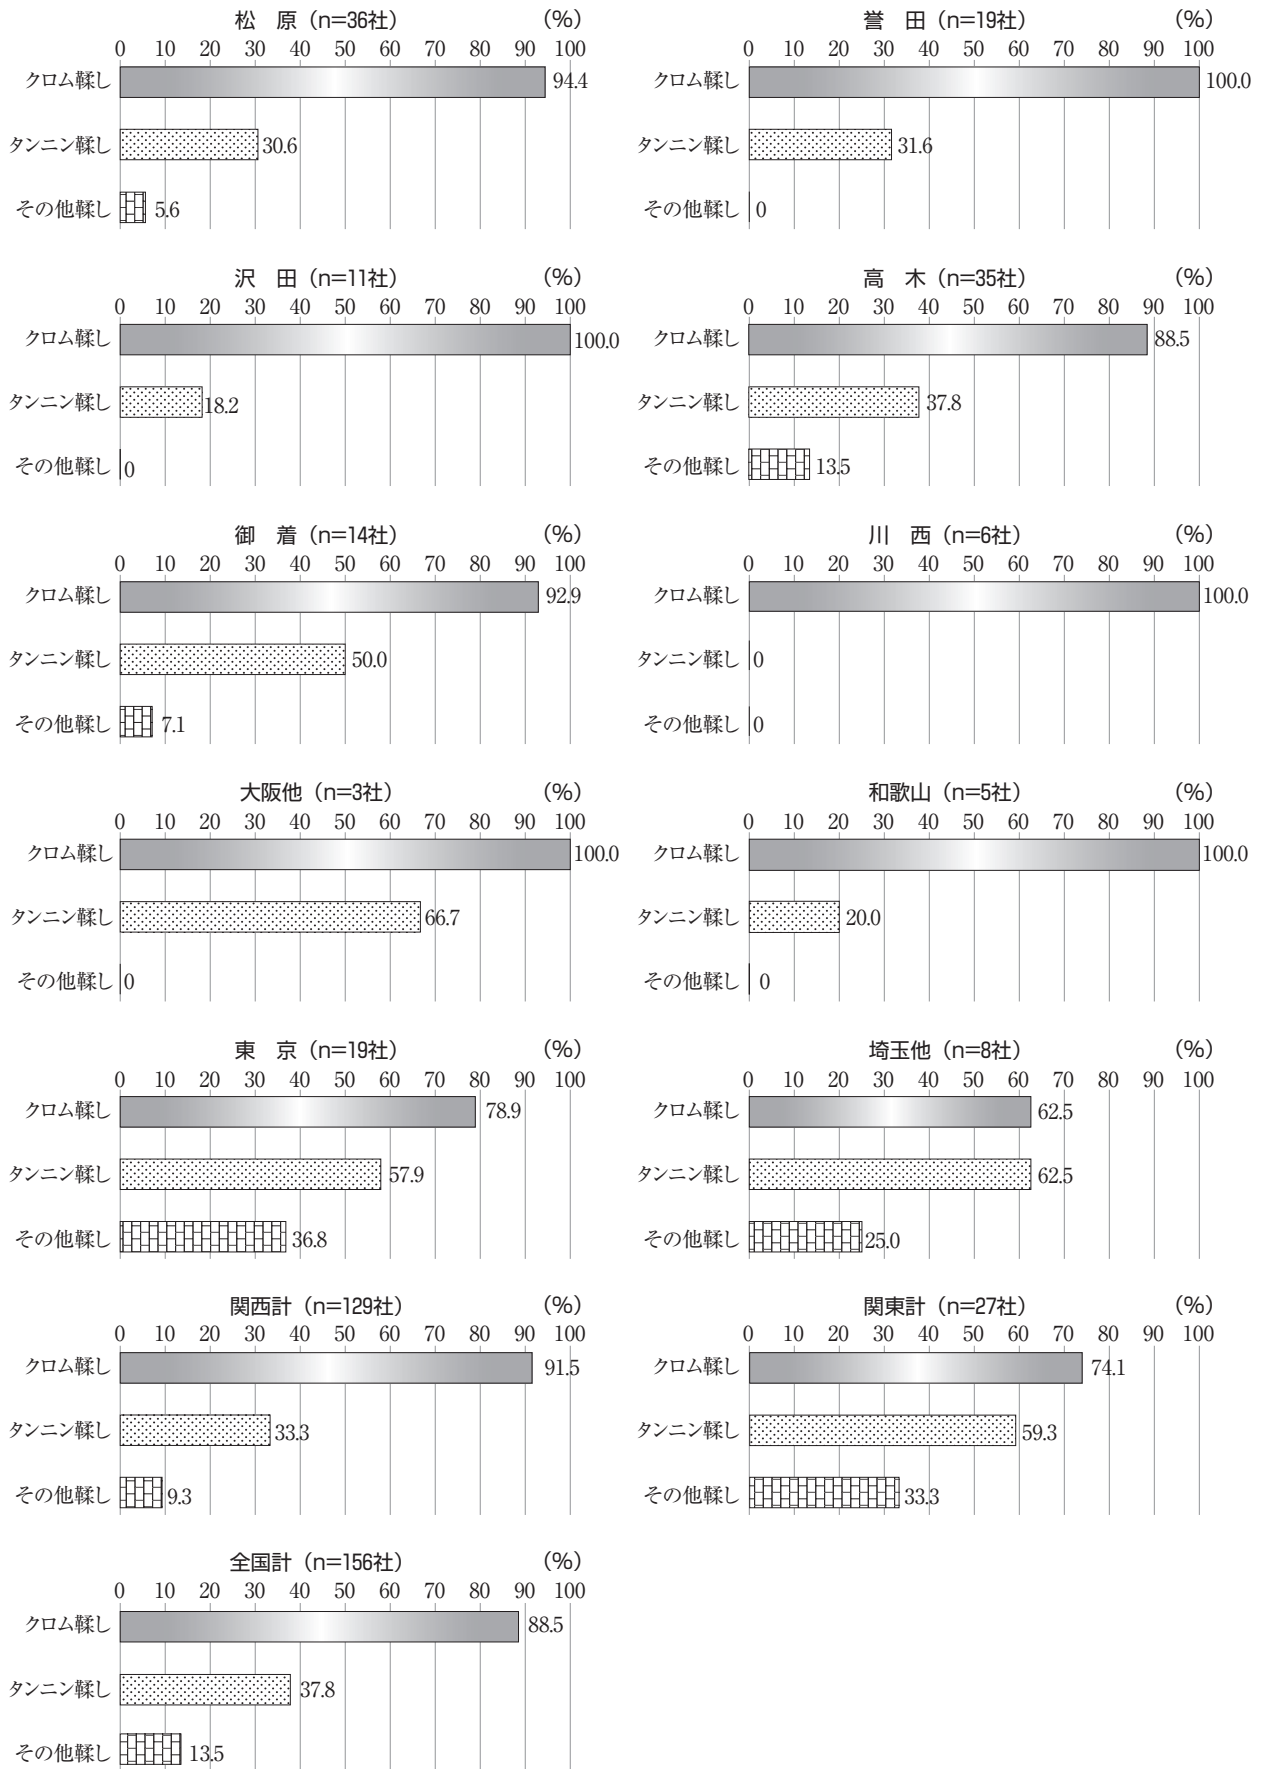 松　原（n=36社） (%)
0 10 20 30 40 50 60 70 80 90 100
クロム鞣し 94.4
タンニン鞣し 30.6
その他鞣し 5.6
誉　田（n=19社） (%)
0 10 20 30 40 50 60 70 80 90 100
クロム鞣し 100.0
タンニン鞣し 31.6
その他鞣し 0
沢　田（n=11社） (%)
0 10 20 30 40 50 60 70 80 90 100
クロム鞣し 100.0
タンニン鞣し 18.2
その他鞣し 0
高　木（n=35社） (%)
0 10 20 30 40 50 60 70 80 90 100
クロム鞣し 88.5
タンニン鞣し 37.8
その他鞣し 13.5
御　着（n=14社） (%)
0 10 20 30 40 50 60 70 80 90 100
クロム鞣し 92.9
タンニン鞣し 50.0
その他鞣し 7.1
川　西（n=6社） (%)
0 10 20 30 40 50 60 70 80 90 100
クロム鞣し 100.0
タンニン鞣し 0
その他鞣し 0
大阪他（n=3社） (%)
0 10 20 30 40 50 60 70 80 90 100
クロム鞣し 100.0
タンニン鞣し 66.7
その他鞣し 0
和歌山（n=5社） (%)
0 10 20 30 40 50 60 70 80 90 100
クロム鞣し 100.0
タンニン鞣し 20.0
その他鞣し 0
東　京（n=19社） (%)
0 10 20 30 40 50 60 70 80 90 100
クロム鞣し 78.9
タンニン鞣し 57.9
その他鞣し 36.8
埼玉他（n=8社） (%)
0 10 20 30 40 50 60 70 80 90 100
クロム鞣し 62.5
タンニン鞣し 62.5
その他鞣し 25.0
関西計（n=129社） (%)
0 10 20 30 40 50 60 70 80 90 100
クロム鞣し 91.5
タンニン鞣し 33.3
その他鞣し 9.3
関東計（n=27社） (%)
0 10 20 30 40 50 60 70 80 90 100
クロム鞣し 74.1
タンニン鞣し 59.3
その他鞣し 33.3
全国計（n=156社） (%)
0 10 20 30 40 50 60 70 80 90 100
クロム鞣し 88.5
タンニン鞣し 37.8
その他鞣し 13.5